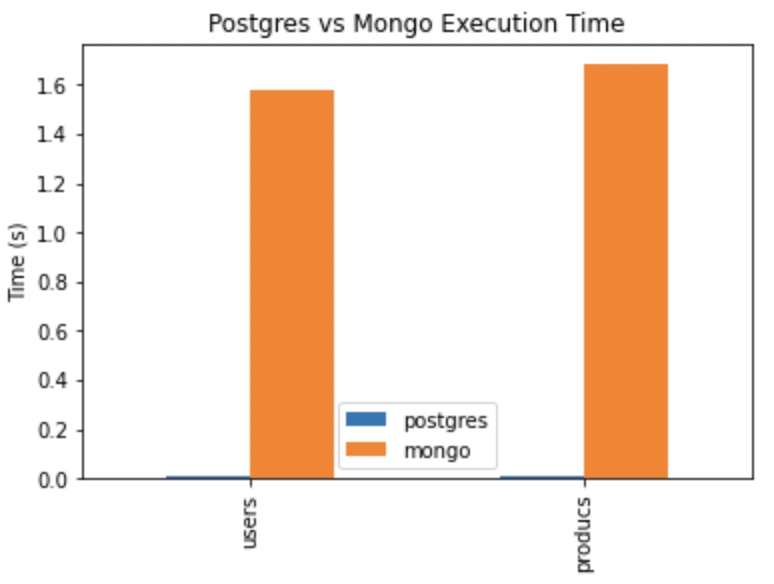 Postgres vs Mongo Execution Time
Time (s)
1.6
1.4
1.2
1.0
0.8
0.6
0.4
0.2
0.0
postgres
mongo
users
producs